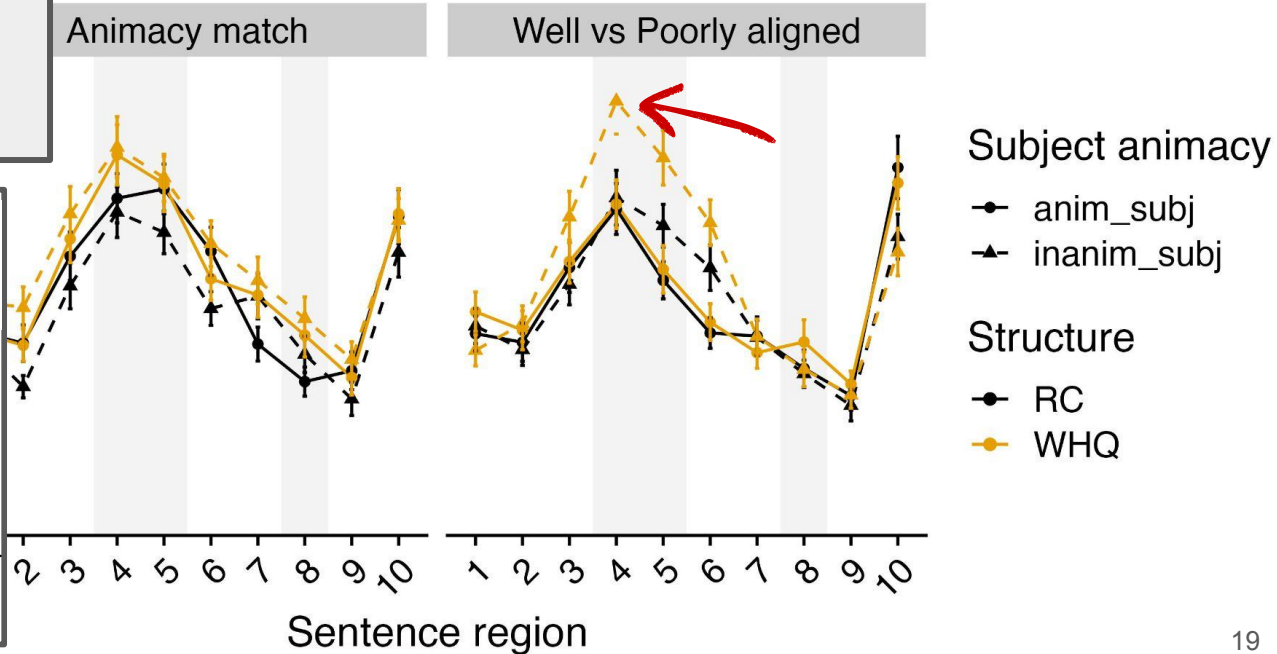 Animacy match
Well vs Poorly aligned
Subject animacy
anim_subj
inanim_subj
Structure
RC
WHQ
2 3 4 5 6 7 8 9 10
1 2 3 4 5 6 7 8 9 10
Sentence region
19